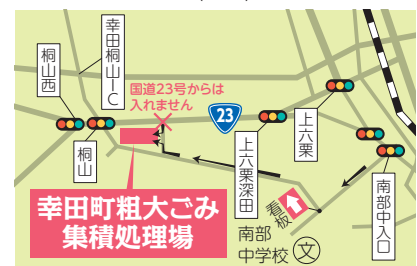 桐山西
幸田桐山IC
国道23号からは
入れません
23
上六栗
桐山
上六栗深田
南部中入口
看板
幸田町粗大ごみ
集積処理場
南部
中学校
文